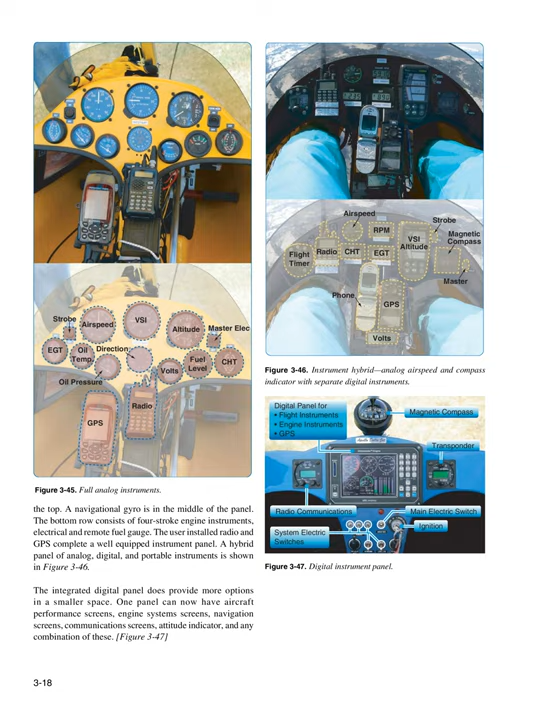 Strobe
Airspeed
VSI
Altitude
Master Elec
EGT
Oil
Temp
Direction
Volts
Fuel
Level
CHT
Oil Pressure
GPS
Radio
Figure 3-45. Full analog instruments.
the top. A navigational gyro is in the middle of the panel.
The bottom row consists of four-stroke engine instruments,
electrical and remote fuel gauge. The user installed radio and
GPS complete a well equipped instrument panel. A hybrid
panel of analog, digital, and portable instruments is shown
in Figure 3-46.
The integrated digital panel does provide more options
in a smaller space. One panel can now have aircraft
performance screens, engine systems screens, navigation
screens, communications screens, attitude indicator, and any
combination of these. [Figure 3-47]
Airspeed
Strobe
RPM
VSI
Altitude
Magnetic
Compass
Flight
Timer
Radio
CHT
EGT
Master
Phone
GPS
Volts
Figure 3-46. Instrument hybrid—analog airspeed and compass
indicator with separate digital instruments.
Digital Panel for
• Flight Instruments
• Engine Instruments
• GPS
Magnetic Compass
Transponder
Radio Communications
Main Electric Switch
Ignition
System Electric
Switches
Figure 3-47. Digital instrument panel.
3-18